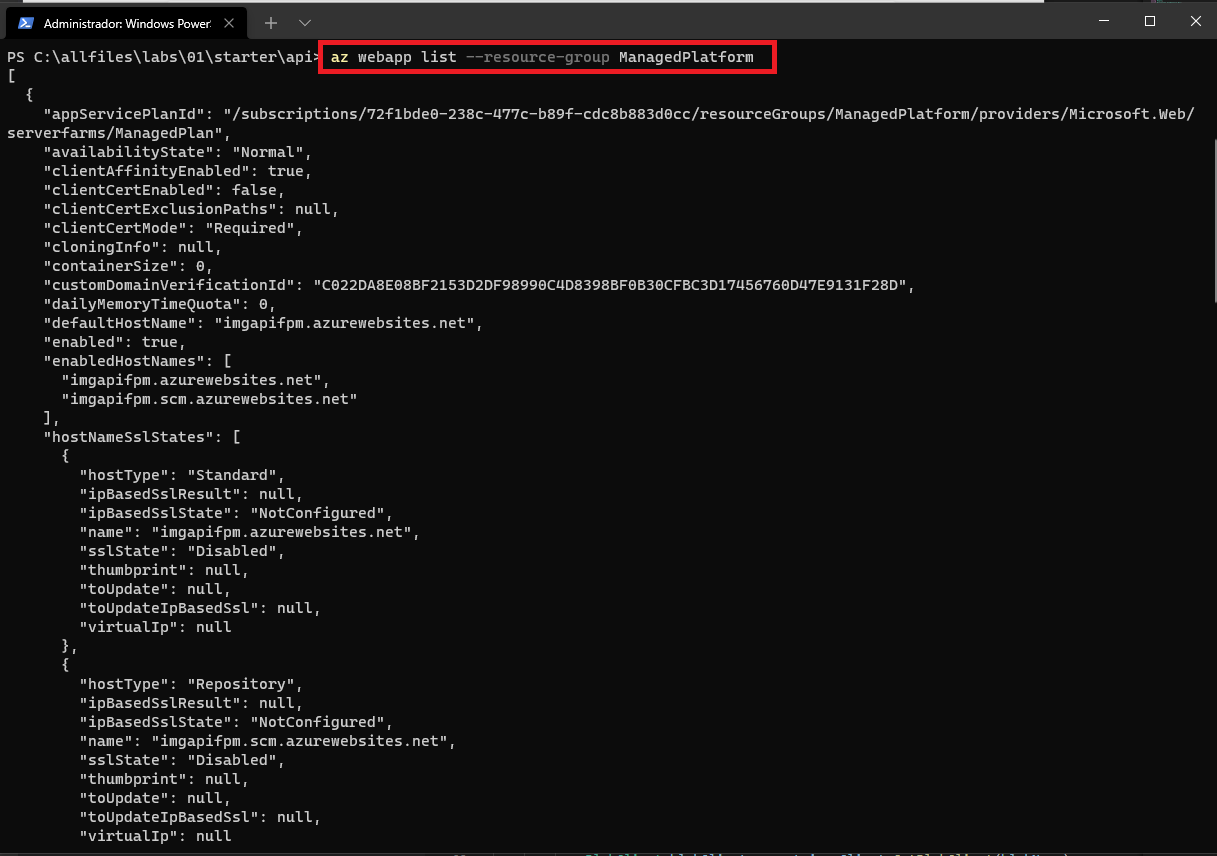 Administrador: Windows Power
PS C:\allfiles\labs\01\starter\api> az webapp list --resource-group ManagedPlatform
[
  {
    "appServicePlanId": "/subscriptions/72f1bde0-238c-477c-b89f-cdc8b883d0cc/resourceGroups/ManagedPlatform/providers/Microsoft.Web/
serverfarms/ManagedPlan",
    "availabilityState": "Normal",
    "clientAffinityEnabled": true,
    "clientCertEnabled": false,
    "clientCertExclusionPaths": null,
    "clientCertMode": "Required",
    "cloningInfo": null,
    "containerSize": 0,
    "customDomainVerificationId": "C022DA8E08BF2153D2DF98990C4D8398BF0B30CFBC3D17456760D47E9131F28D",
    "dailyMemoryTimeQuota": 0,
    "defaultHostName": "imgapifpm.azurewebsites.net",
    "enabled": true,
    "enabledHostNames": [
      "imgapifpm.azurewebsites.net",
      "imgapifpm.scm.azurewebsites.net"
    ],
    "hostNameSslStates": [
      {
        "hostType": "Standard",
        "ipBasedSslResult": null,
        "ipBasedSslState": "NotConfigured",
        "name": "imgapifpm.azurewebsites.net",
        "sslState": "Disabled",
        "thumbprint": null,
        "toUpdate": null,
        "toUpdateIpBasedSsl": null,
        "virtualIp": null
      },
      {
        "hostType": "Repository",
        "ipBasedSslResult": null,
        "ipBasedSslState": "NotConfigured",
        "name": "imgapifpm.scm.azurewebsites.net",
        "sslState": "Disabled",
        "thumbprint": null,
        "toUpdate": null,
        "toUpdateIpBasedSsl": null,
        "virtualIp": null